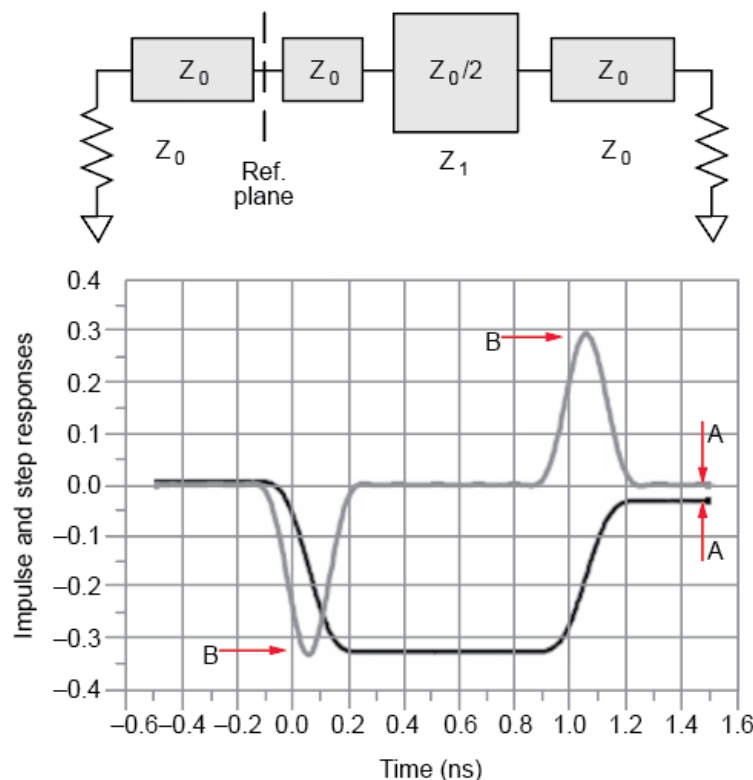 Z0 Z0 Z0/2 Z0
Z0 Ref. plane Z1 Z0
Impulse and step responses
0.4
0.3
0.2
0.1
0.0
–0.1
–0.2
–0.3
–0.4
B
A
A
B
–0.6 –0.4 –0.2 0.0 0.2 0.4 0.6 0.8 1.0 1.2 1.4 1.6
Time (ns)